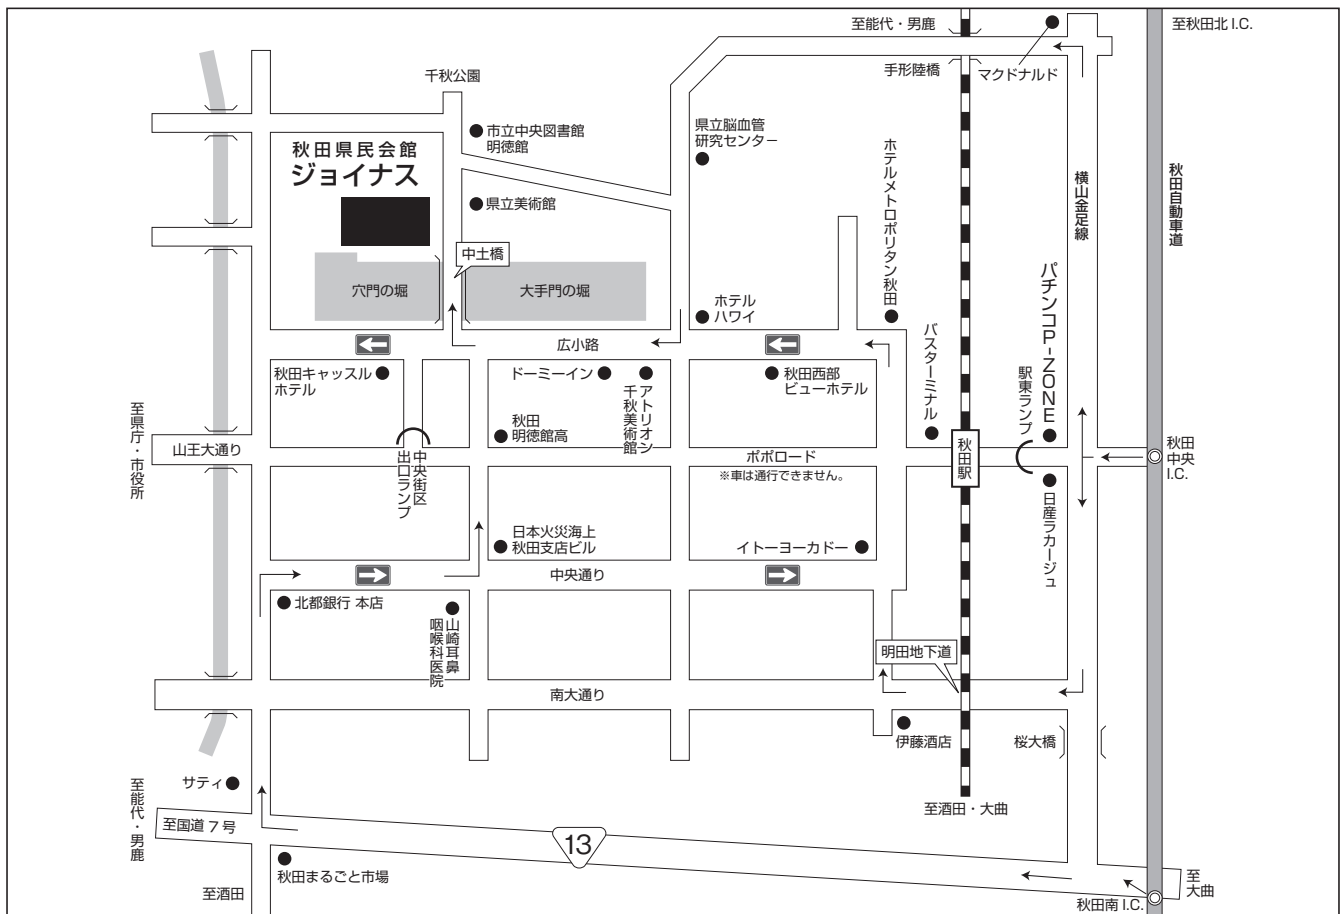 至能代・男鹿
至秋田北 I.C.
手形陸橋
マクドナルド
千秋公園
市立中央図書館
明徳館
県立脳血管
研究センター
秋田県民会館
ジョイナス
県立美術館
ホテルメトロポリタン秋田
横山金足線
秋田自動車道
中土橋
穴門の堀
大手門の堀
ホテル
ハワイ
広小路
バスターミナル
パチンコP-ZONE
駅東ランプ
秋田キャッスル
ホテル
ドーミーイン
アトリオン
千秋美術館
秋田西部
ビューホテル
秋田
明徳館高
至県庁・市役所
山王大通り
中央街区
出口ランプ
ポポロード
※車は通行できません。
秋田駅
秋田
中央
I.C.
日産ラカージュ
日本火災海上
秋田支店ビル
イトーヨーカドー
中央通り
北都銀行 本店
山崎耳鼻
咽喉科医院
明田地下道
南大通り
伊藤酒店
桜大橋
サティ
至能代・男鹿
至国道7号
13
至酒田・大曲
秋田まるごと市場
至酒田
至
大曲
秋田南 I.C.